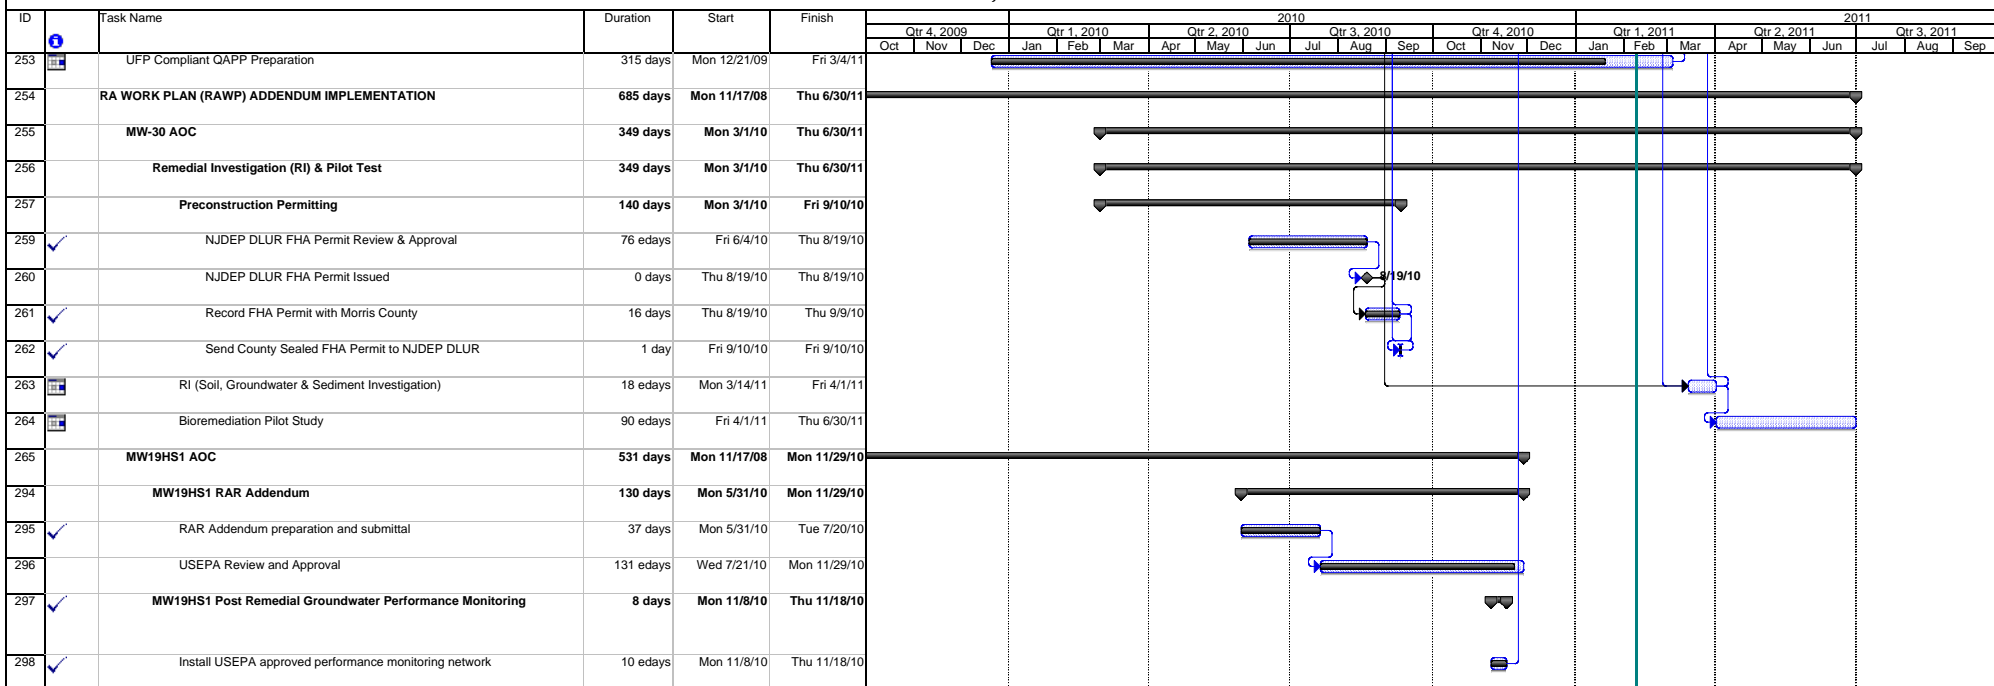 ID Task Name Duration Start Finish 2010 2011
Qtr 4, 2009 Qtr 1, 2010 Qtr 2, 2010 Qtr 3, 2010 Qtr 4, 2010 Qtr 1, 2011 Qtr 2, 2011 Qtr 3, 2011
Oct Nov Dec Jan Feb Mar Apr May Jun Jul Aug Sep Oct Nov Dec Jan Feb Mar Apr May Jun Jul Aug Sep
253 UFP Compliant QAPP Preparation 315 days Mon 12/21/09 Fri 3/4/11
254 RA WORK PLAN (RAWP) ADDENDUM IMPLEMENTATION 685 days Mon 11/17/08 Thu 6/30/11
255 MW-30 AOC 349 days Mon 3/1/10 Thu 6/30/11
256 Remedial Investigation (RI) & Pilot Test 349 days Mon 3/1/10 Thu 6/30/11
257 Preconstruction Permitting 140 days Mon 3/1/10 Fri 9/10/10
259 NJDEP DLUR FHA Permit Review & Approval 76 edays Fri 6/4/10 Thu 8/19/10
260 NJDEP DLUR FHA Permit Issued 0 days Thu 8/19/10 Thu 8/19/10 8/19/10
261 Record FHA Permit with Morris County 16 days Thu 8/19/10 Thu 9/9/10
262 Send County Sealed FHA Permit to NJDEP DLUR 1 day Fri 9/10/10 Fri 9/10/10
263 RI (Soil, Groundwater & Sediment Investigation) 18 edays Mon 3/14/11 Fri 4/1/11
264 Bioremediation Pilot Study 90 edays Fri 4/1/11 Thu 6/30/11
265 MW19HS1 AOC 531 days Mon 11/17/08 Mon 11/29/10
294 MW19HS1 RAR Addendum 130 days Mon 5/31/10 Mon 11/29/10
295 RAR Addendum preparation and submittal 37 days Mon 5/31/10 Tue 7/20/10
296 USEPA Review and Approval 131 edays Wed 7/21/10 Mon 11/29/10
297 MW19HS1 Post Remedial Groundwater Performance Monitoring 8 days Mon 11/8/10 Thu 11/18/10
298 Install USEPA approved performance monitoring network 10 edays Mon 11/8/10 Thu 11/18/10